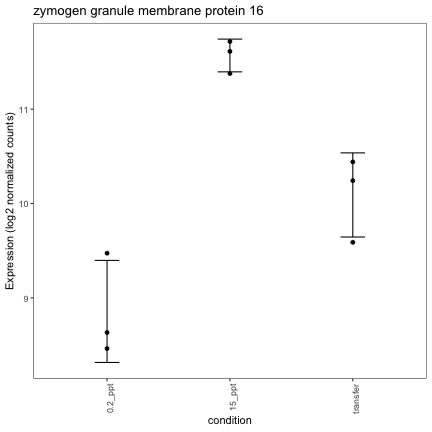 zymogen granule membrane protein 16
Expression (log2 normalized counts)
11
10
9
0.2_ppt
15_ppt
transfer
condition